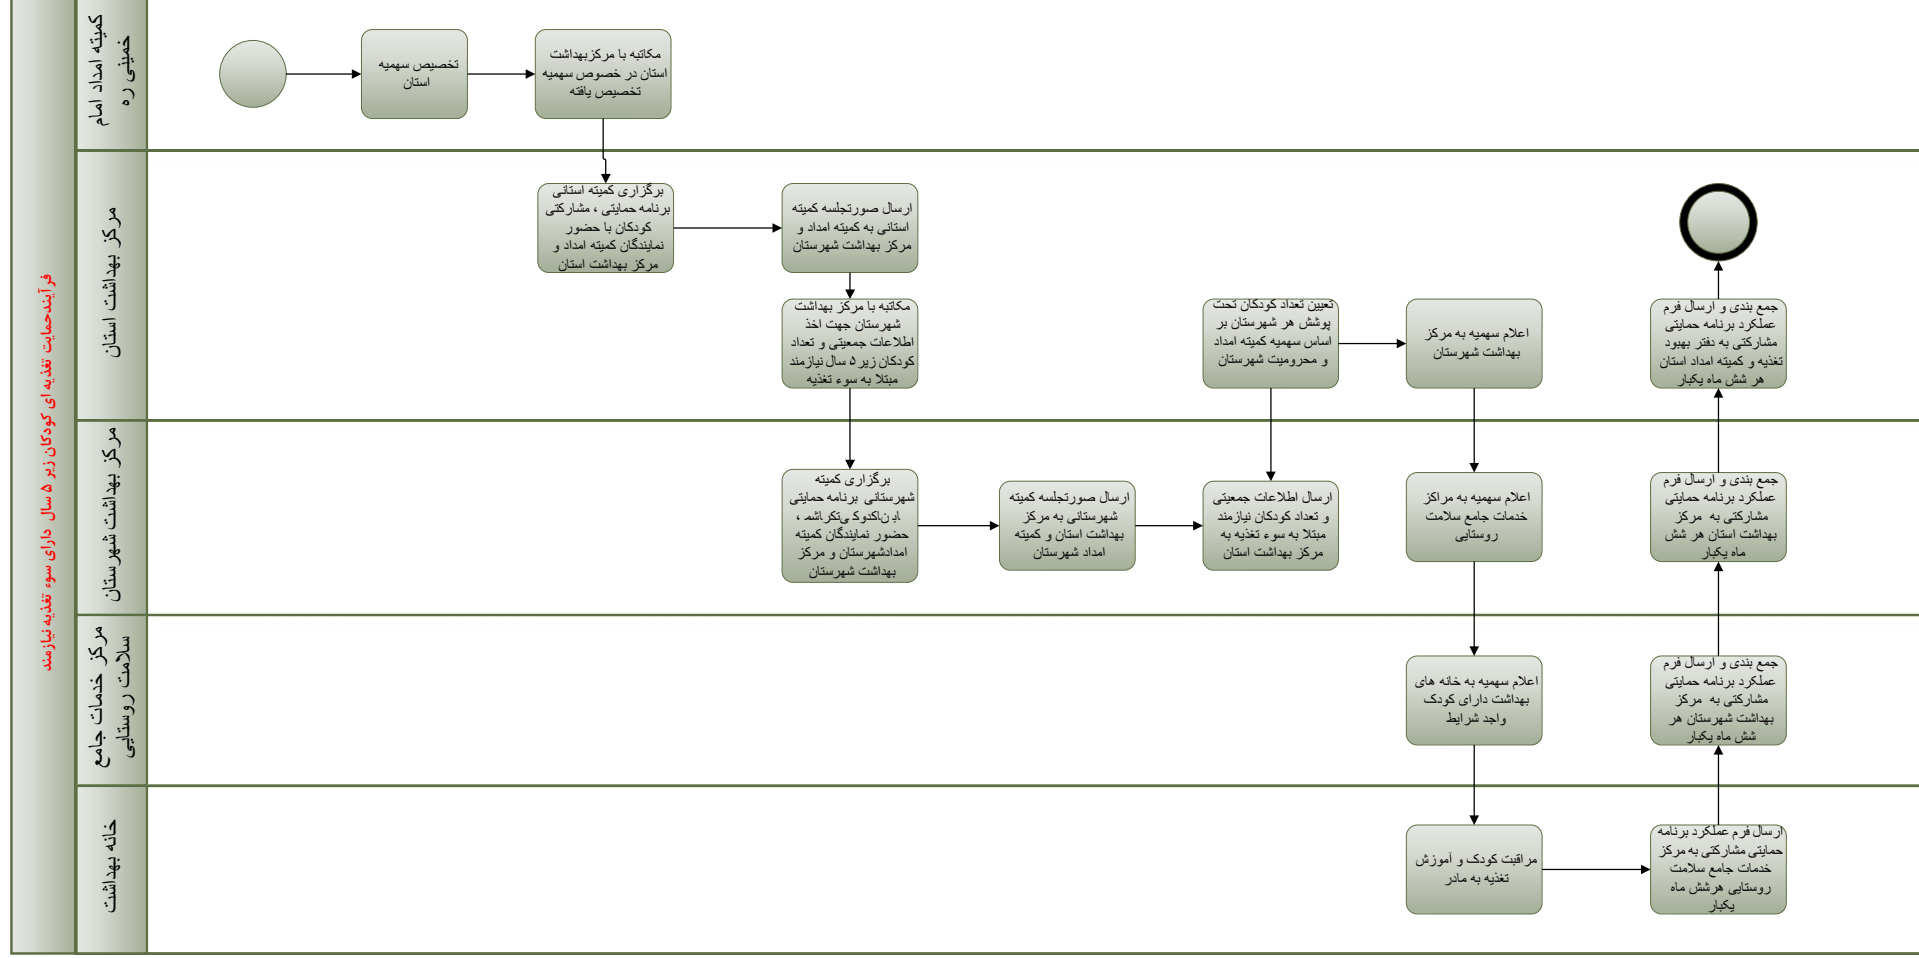 فرآیندحمایت تغذیه ای کودکان زیر ۵ سال دارای سوء تغذیه نیازمند
کمیته امداد امام
خمینی ره
تخصیص سهمیه
استان
مکاتبه با مرکزبهداشت
استان در خصوص سهمیه
تخصیص یافته
مرکز بهداشت استان
برگزاری کمیته استانی
برنامه حمایتی ، مشارکتی
کودکان با حضور
نمایندگان کمیته امداد و
مرکز بهداشت استان
ارسال صورتجلسه کمیته
استانی به کمیته امداد و
مرکز بهداشت شهرستان
مکاتبه با مرکز بهداشت
شهرستان جهت اخذ
اطلاعات جمعیتی و تعداد
کودکان زیر ۵ سال نیازمند
مبتلا به سوء تغذیه
تعیین تعداد کودکان تحت
پوشش هر شهرستان بر
اساس سهمیه کمیته امداد
و محرومیت شهرستان
اعلام سهمیه به مرکز
بهداشت شهرستان
جمع بندی و ارسال فرم
عملکرد برنامه حمایتی
مشارکتی به دفتر بهبود
تغذیه و کمیته امداد استان
هر شش ماه یکبار
مرکز بهداشت شهرستان
برگزاری کمیته
شهرستانی برنامه حمایتی
،
حضور نمایندگان کمیته
امدادشهرستان و مرکز
بهداشت شهرستان
ارسال صورتجلسه کمیته
شهرستانی به مرکز
بهداشت استان و کمیته
امداد شهرستان
ارسال اطلاعات جمعیتی
و تعداد کودکان نیازمند
مبتلا به سوء تغذیه به
مرکز بهداشت استان
اعلام سهمیه به مراکز
خدمات جامع سلامت
روستایی
جمع بندی و ارسال فرم
عملکرد برنامه حمایتی
مشارکتی به مرکز
بهداشت استان هر شش
ماه یکبار
مرکز خدمات جامع
سلامت روستایی
اعلام سهمیه به خانه های
بهداشت دارای کودک
واجد شرایط
جمع بندی و ارسال فرم
عملکرد برنامه حمایتی
مشارکتی به مرکز
بهداشت شهرستان هر
شش ماه یکبار
خانه بهداشت
مراقبت کودک و آموزش
تغذیه به مادر
ارسال فرم عملکرد برنامه
حمایتی مشارکتی به مرکز
خدمات جامع سلامت
روستایی هرشش ماه
یکبار